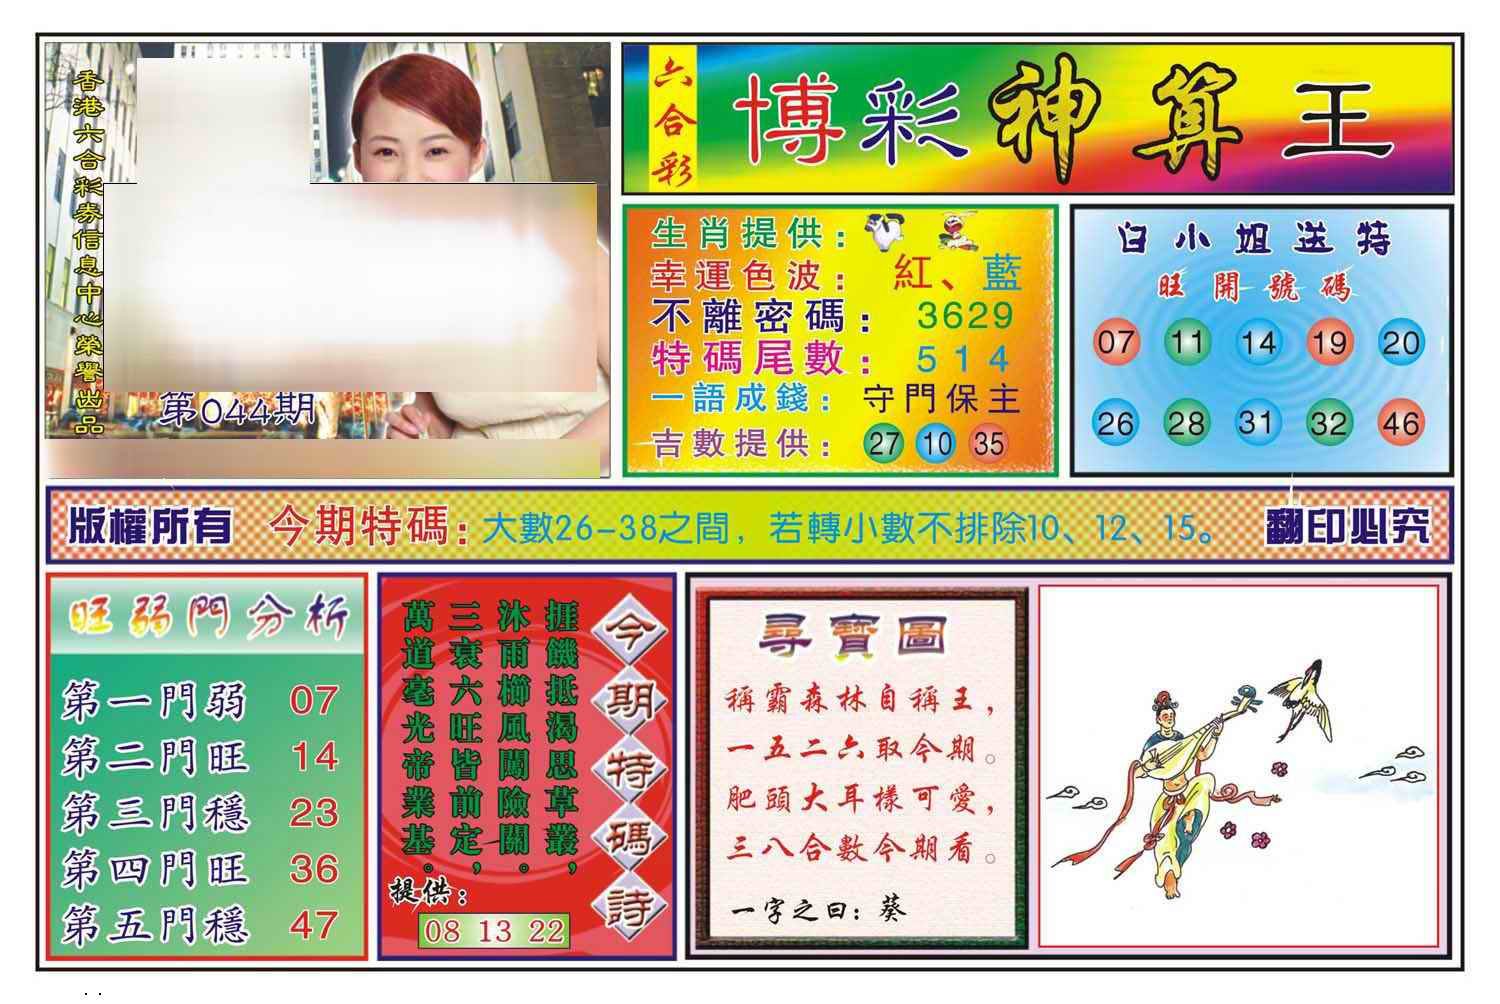 香港六合彩券信息中心榮譽出品
第044期
六合彩
博彩神算王
生肖提供：
幸運色波：紅、藍
不離密碼：3629
特碼尾數：514
一語成錢：守門保主
吉數提供：27 10 35
白小姐送特
旺開號碼
07 11 14 19 20
26 28 31 32 46
版權所有 今期特碼：大數26-38之間，若轉小數不排除10、12、15。 翻印必究
旺弱門分析
第一門弱 07
第二門旺 14
第三門穩 23
第四門旺 36
第五門穩 47
今期特碼詩
捱饑抵渴思草叢，
沐雨櫛風闖險關。
三衰六旺皆前定，
萬道毫光帝業基。
提供：
08 13 22
尋寶圖
稱霸森林自稱王，
一五二六取今期。
肥頭大耳樣可愛，
三八合數今期看。
一字之曰：葵